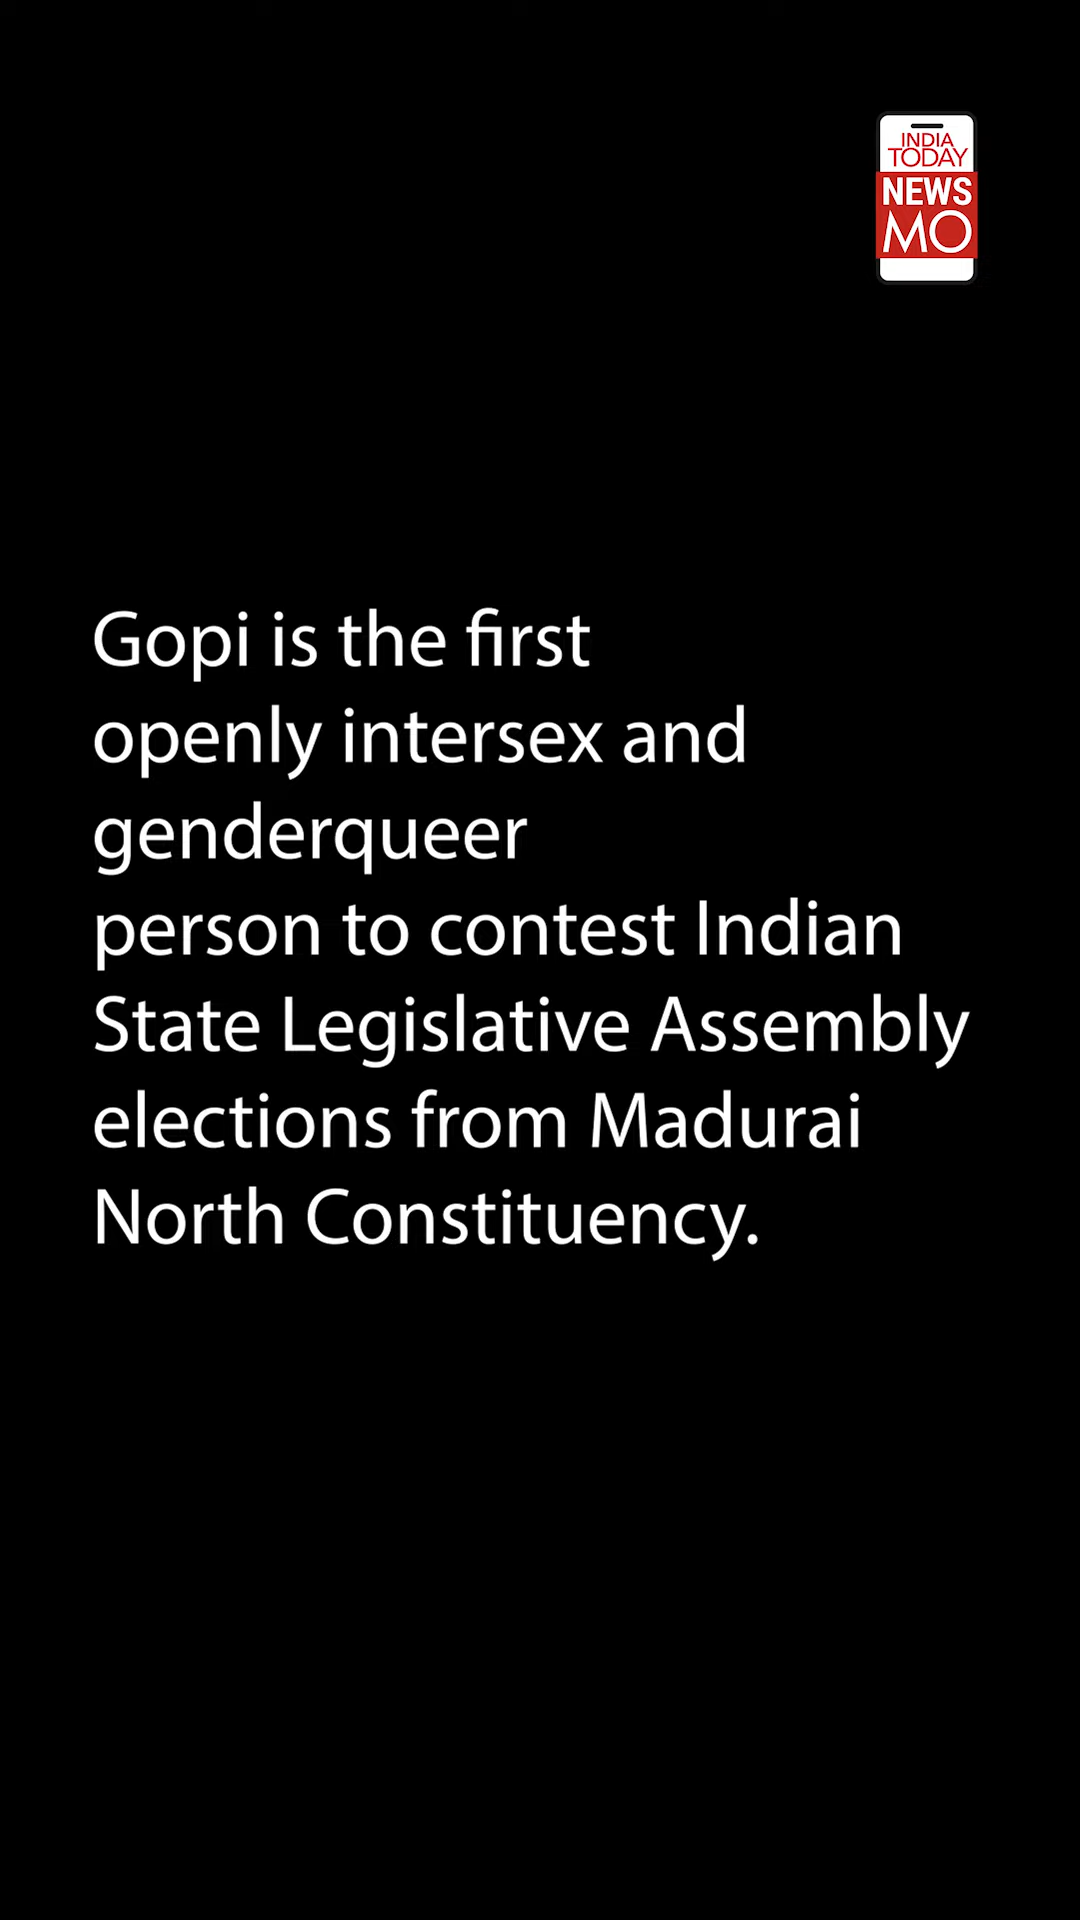 INDIA
TODAY
NEWS
MO
Gopi is the first
openly intersex and
genderqueer
person to contest Indian
State Legislative Assembly
elections from Madurai
North Constituency.